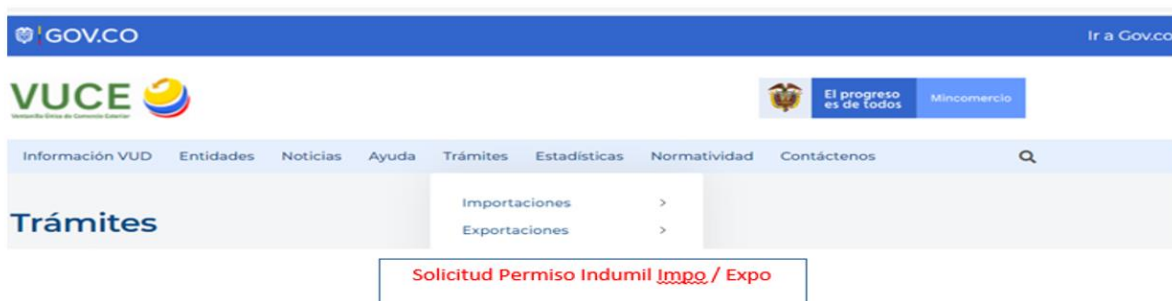 GOV.CO
Ir a Gov.co
VUCE
Ventanilla Única de Comercio Exterior
El progreso
es de todos
Mincomercio
Información VUD Entidades Noticias Ayuda Trámites Estadísticas Normatividad Contáctenos
Trámites
Importaciones >
Exportaciones >
Solicitud Permiso Indumil Impo / Expo